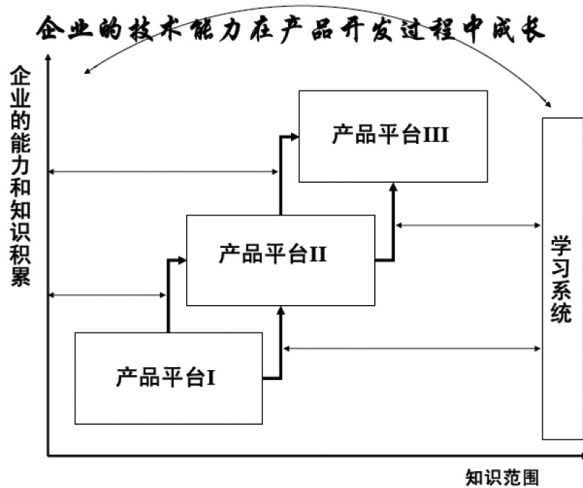 企业的技术能力在产品开发过程中成长
企业的能力和知识积累
产品平台III
产品平台II
学习系统
产品平台I
知识范围